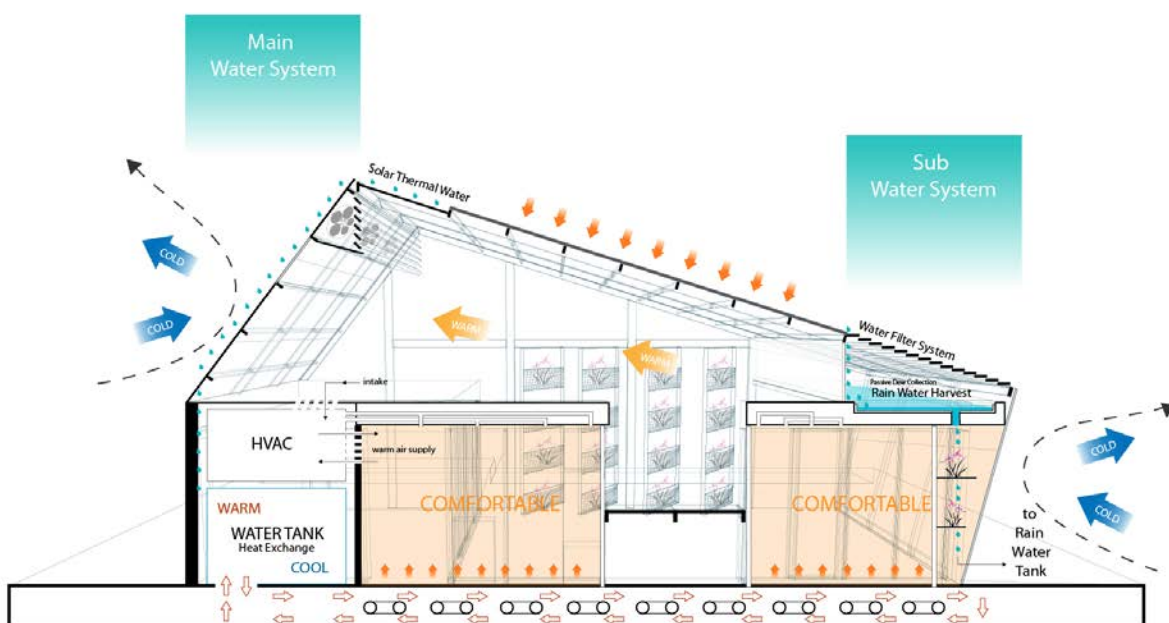 Main
Water System
Sub
Water System
Solar Thermal Water
COLD
COLD
WARM
WARM
Water Filter System
Passive Dew Collection
Rain Water Harvest
intake
HVAC
warm air supply
COLD
COLD
COMFORTABLE
COMFORTABLE
WARM
WATER TANK
Heat Exchange
COOL
to
Rain
Water
Tank